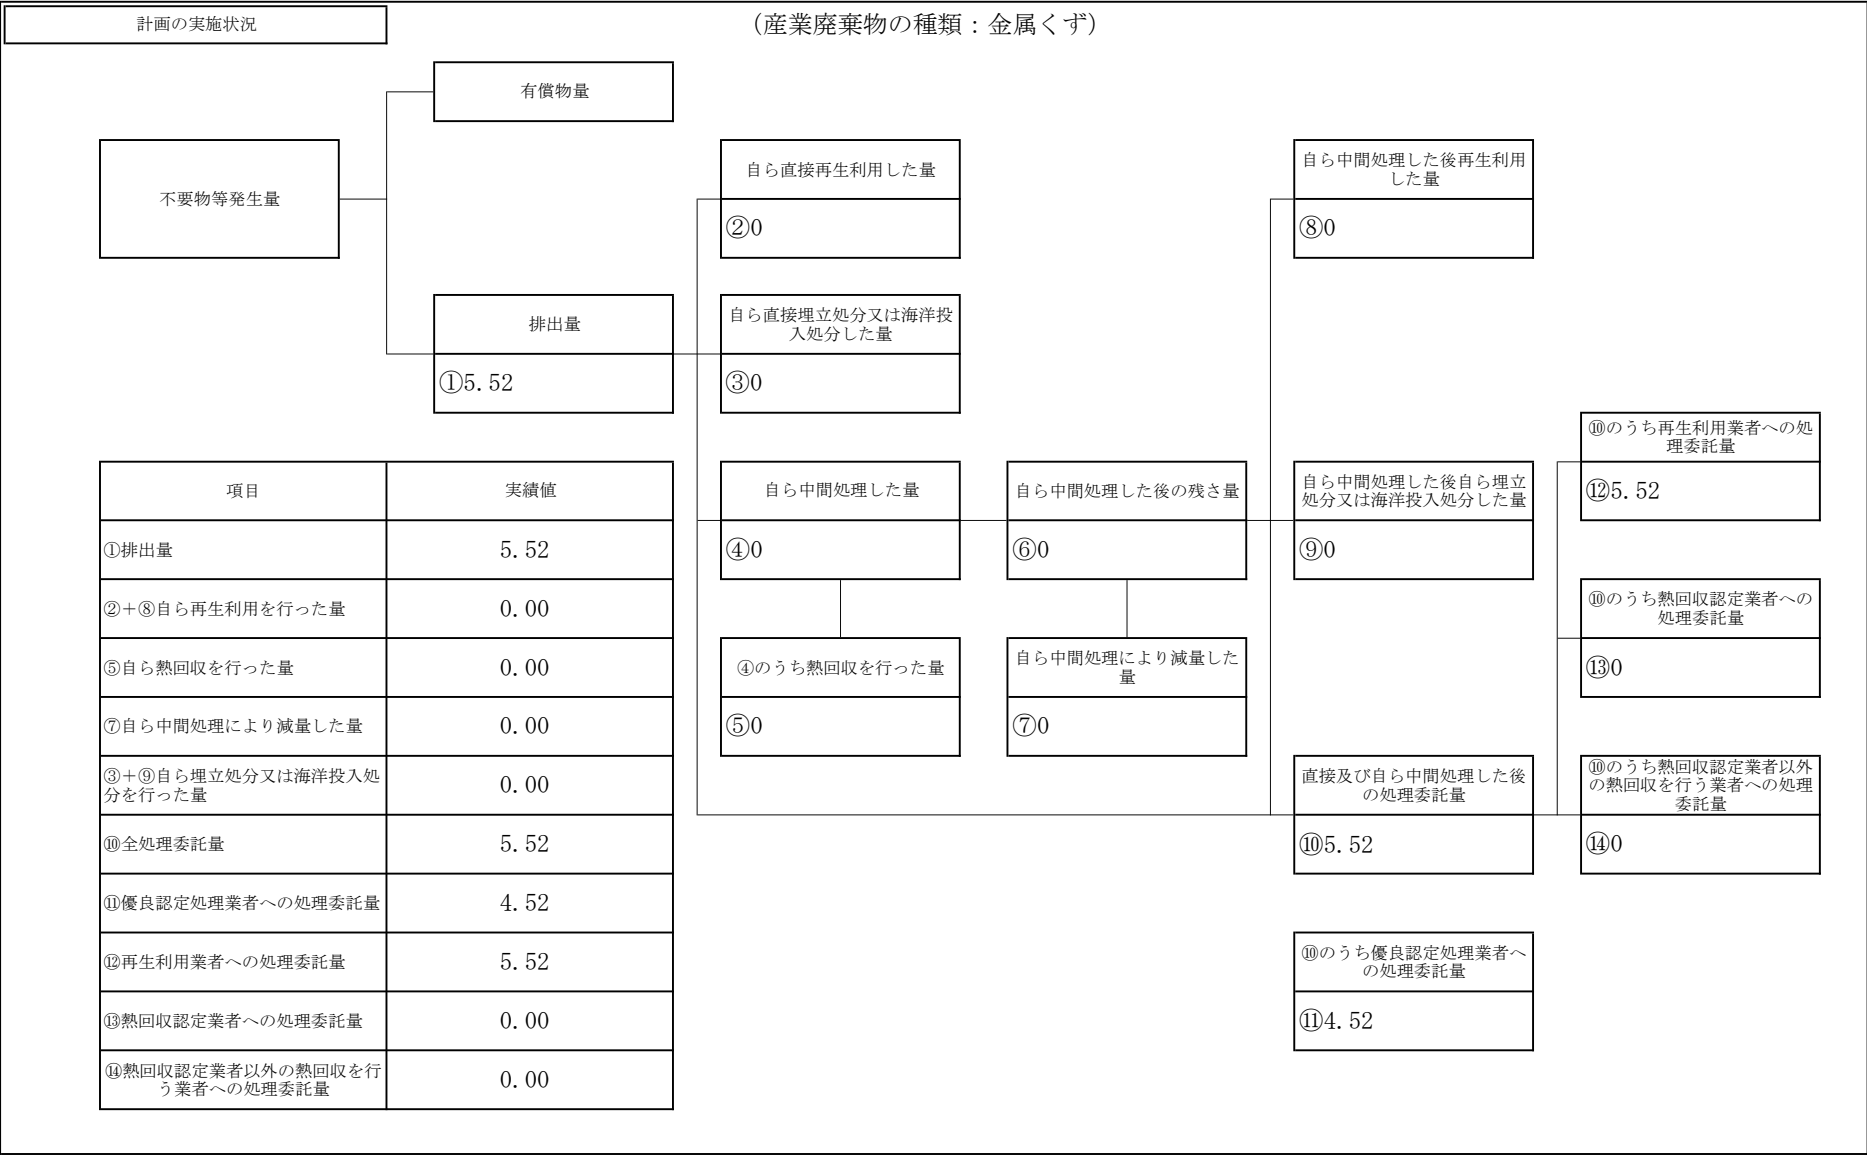 計画の実施状況
（産業廃棄物の種類：金属くず）
有償物量
不要物等発生量
自ら直接再生利用した量
②0
自ら中間処理した後再生利用
した量
⑧0
排出量
①5.52
自ら直接埋立処分又は海洋投
入処分した量
③0
項目
実績値
①排出量
5.52
②＋⑧自ら再生利用を行った量
0.00
⑤自ら熱回収を行った量
0.00
⑦自ら中間処理により減量した量
0.00
③＋⑨自ら埋立処分又は海洋投入処
分を行った量
0.00
⑩全処理委託量
5.52
⑪優良認定処理業者への処理委託量
4.52
⑫再生利用業者への処理委託量
5.52
⑬熱回収認定業者への処理委託量
0.00
⑭熱回収認定業者以外の熱回収を行
う業者への処理委託量
0.00
自ら中間処理した量
④0
④のうち熱回収を行った量
⑤0
自ら中間処理した後の残さ量
⑥0
自ら中間処理により減量した
量
⑦0
自ら中間処理した後自ら埋立
処分又は海洋投入処分した量
⑨0
直接及び自ら中間処理した後
の処理委託量
⑩5.52
⑩のうち優良認定処理業者へ
の処理委託量
⑪4.52
⑩のうち再生利用業者への処
理委託量
⑫5.52
⑩のうち熱回収認定業者への
処理委託量
⑬0
⑩のうち熱回収認定業者以外
の熱回収を行う業者への処理
委託量
⑭0